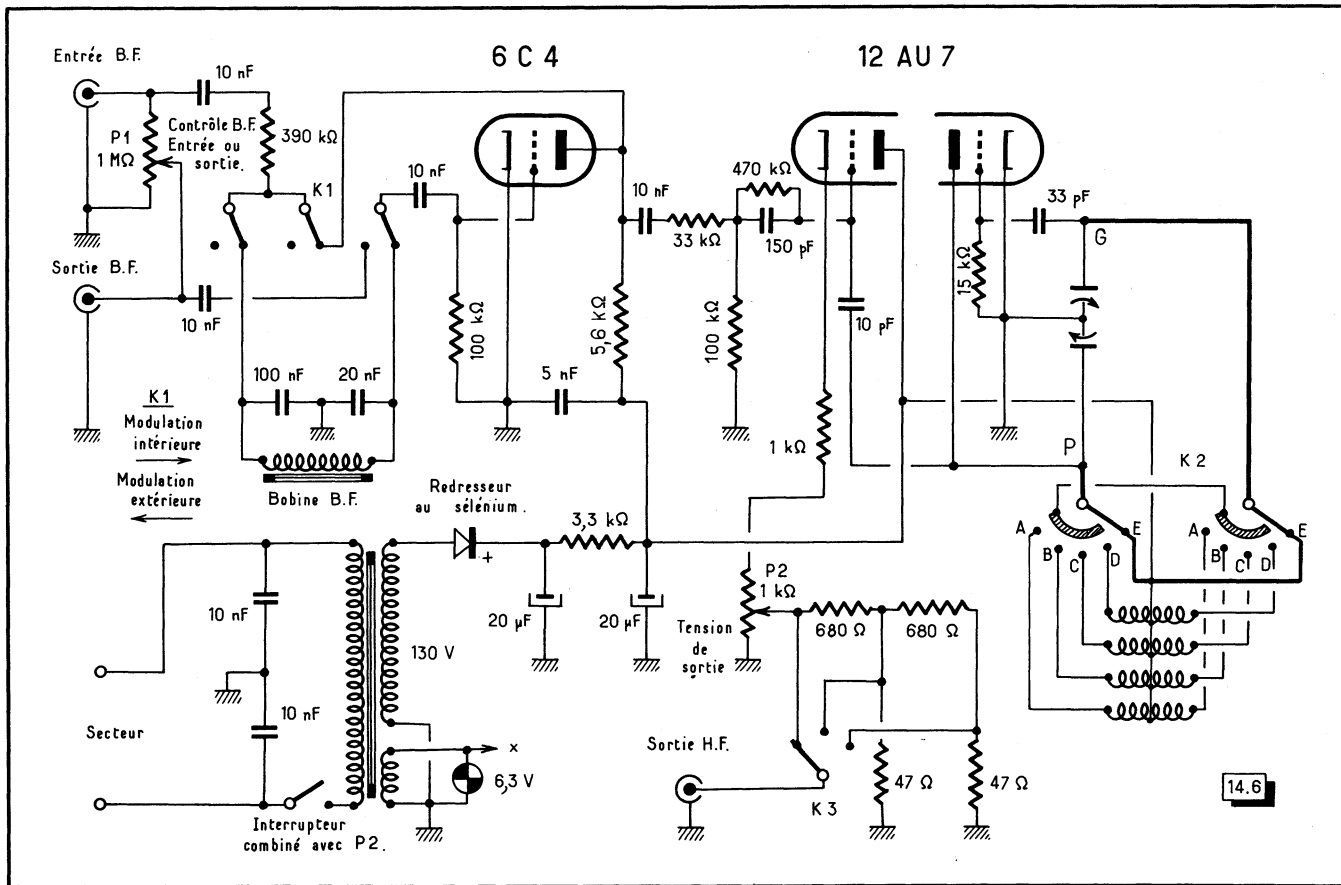 6 C 4
12 AU 7
Entrée B.F.
10 nF
P1
1 MΩ
Contrôle B.F.
Entrée ou
sortie.
390 kΩ
K1
10 nF
10 nF
33 kΩ
470 kΩ
150 pF
33 pF
G
15 kΩ
Sortie B.F.
10 nF
100 kΩ
5,6 KΩ
100 kΩ
10 pF
100 nF
20 nF
5 nF
K1
Modulation
intérieure
Modulation
extérieure
Bobine B.F.
1 kΩ
P
K 2
Redresseur
au sélénium.
+
3,3 kΩ
A
B
C
D
E
A
B
C
D
E
10 nF
20 µF
20 µF
P2
1 kΩ
Tension
de
sortie
680 Ω
680 Ω
130 V
10 nF
Secteur
x
6,3 V
Sortie H.F.
K 3
47 Ω
47 Ω
Interrupteur
combiné avec P2.
14.6